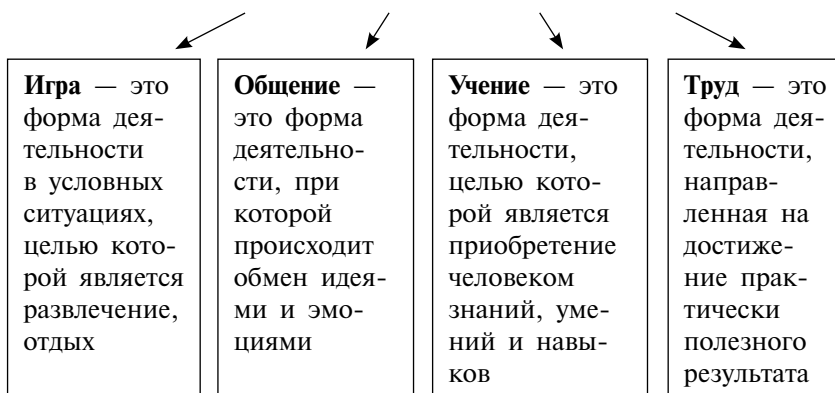 Игра — это
форма дея-
тельности
в условных
ситуациях,
целью кото-
рой является
развлечение,
отдых
Общение —
это форма
деятельно-
сти, при
которой
происходит
обмен идея-
ми и эмо-
циями
Учение — это
форма дея-
тельности,
целью кото-
рой является
приобретение
человеком
знаний, уме-
ний и навы-
ков
Труд — это
форма дея-
тельности,
направ-
ленная на
достиже-
ние прак-
тически
полезного
результата